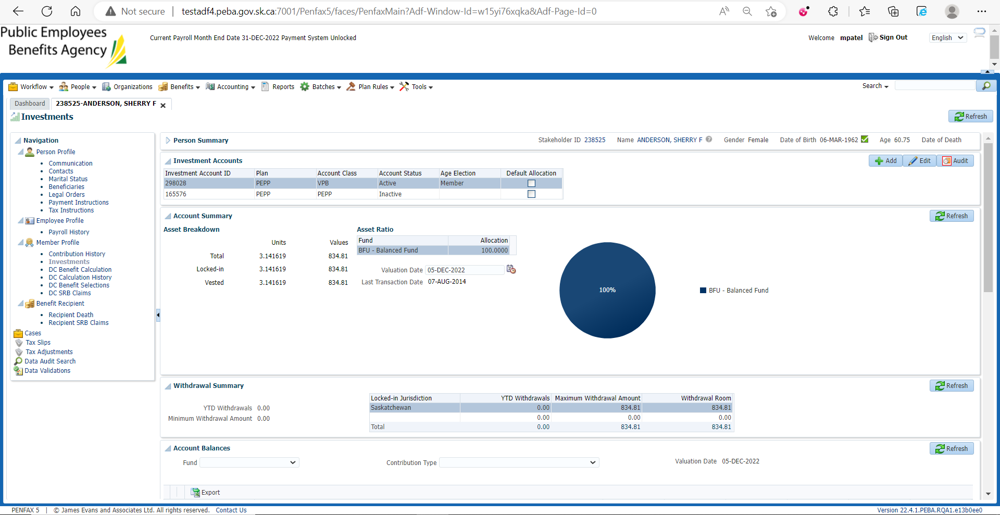 Not secure | testadf4.peba.gov.sk.ca:7001/Penfax5/faces/PenfaxMain?Adf-Window-Id=w15yi76xqka&Adf-Page-Id=0
Public Employees
Benefits Agency
Current Payroll Month End Date 31-DEC-2022 Payment System Unlocked
Welcome mpatel Sign Out English
Workflow People Organizations Benefits Accounting Reports Batches Plan Rules Tools Search
Dashboard 238525-ANDERSON, SHERRY F
Investments
Refresh
Navigation
Person Profile
Communication
Contacts
Marital Status
Beneficiaries
Legal Orders
Payment Instructions
Tax Instructions
Employee Profile
Payroll History
Member Profile
Contribution History
Investments
DC Benefit Calculation
DC Calculation History
DC Benefit Selections
DC SRB Claims
Benefit Recipient
Recipient Death
Recipient SRB Claims
Cases
Tax Slips
Tax Adjustments
Data Audit Search
Data Validations
Person Summary Stakeholder ID 238525 Name ANDERSON, SHERRY F Gender Female Date of Birth 06-MAR-1962 Age 60.75 Date of Death
Investment Accounts Add Edit Audit
Investment Account ID Plan Account Class Account Status Age Election Default Allocation
298028 PEPP VPB Active Member
165576 PEPP PEPP Inactive
Account Summary Refresh
Asset Breakdown
Units Values
Total 3.141619 834.81
Locked-in 3.141619 834.81
Vested 3.141619 834.81
Asset Ratio
Fund Allocation
BFU - Balanced Fund 100.0000
Valuation Date 05-DEC-2022
Last Transaction Date 07-AUG-2014
100%
BFU - Balanced Fund
Withdrawal Summary Refresh
YTD Withdrawals 0.00
Minimum Withdrawal Amount 0.00
Locked-in Jurisdiction YTD Withdrawals Maximum Withdrawal Amount Withdrawal Room
Saskatchewan 0.00 834.81 834.81
0.00 0.00 0.00
Total 0.00 834.81 834.81
Account Balances Refresh
Fund Contribution Type Valuation Date 05-DEC-2022
Export
PENFAX 5 | © James Evans and Associates Ltd. All rights reserved. Contact Us Version 22.4.1.PEBA.RQA1.e13b0ee0